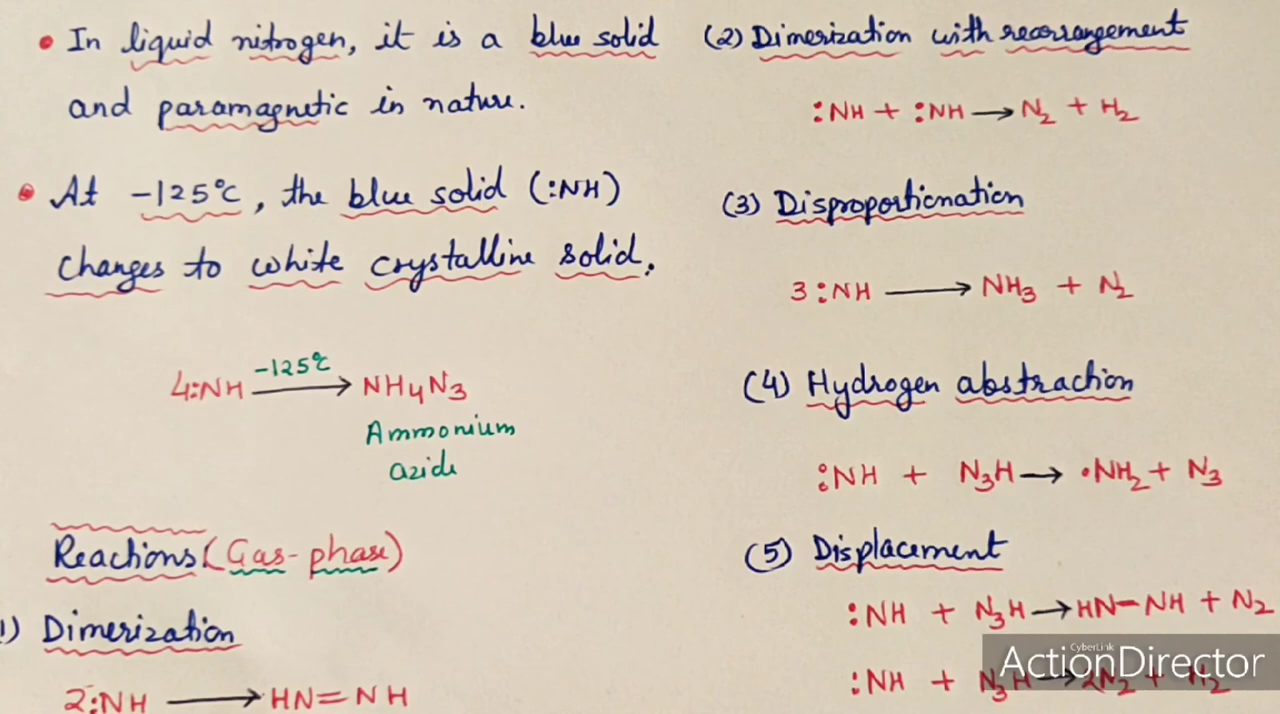 • In liquid nitrogen, it is a blue solid
and paramagnetic in nature.
• At -125°C, the blue solid (:NH)
changes to white crystalline solid.
4:NH -125°C → NH4N3
Ammonium
azide
Reactions (Gas-phase)
1) Dimerization
2:NH → HN=NH
(2) Dimerization with rearrangement
:NH + :NH → N2 + H2
(3) Disproportionation
3:NH → NH3 + N2
(4) Hydrogen abstraction
:NH + N3H → •NH2 + N3
(5) Displacement
:NH + N3H → HN-NH + N2
:NH + N3H → 2N2 + H2
CyberLink
ActionDirector